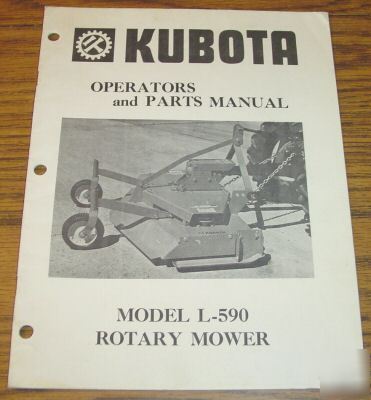 KUBOTA
OPERATORS
and PARTS MANUAL
MODEL L-590
ROTARY MOWER